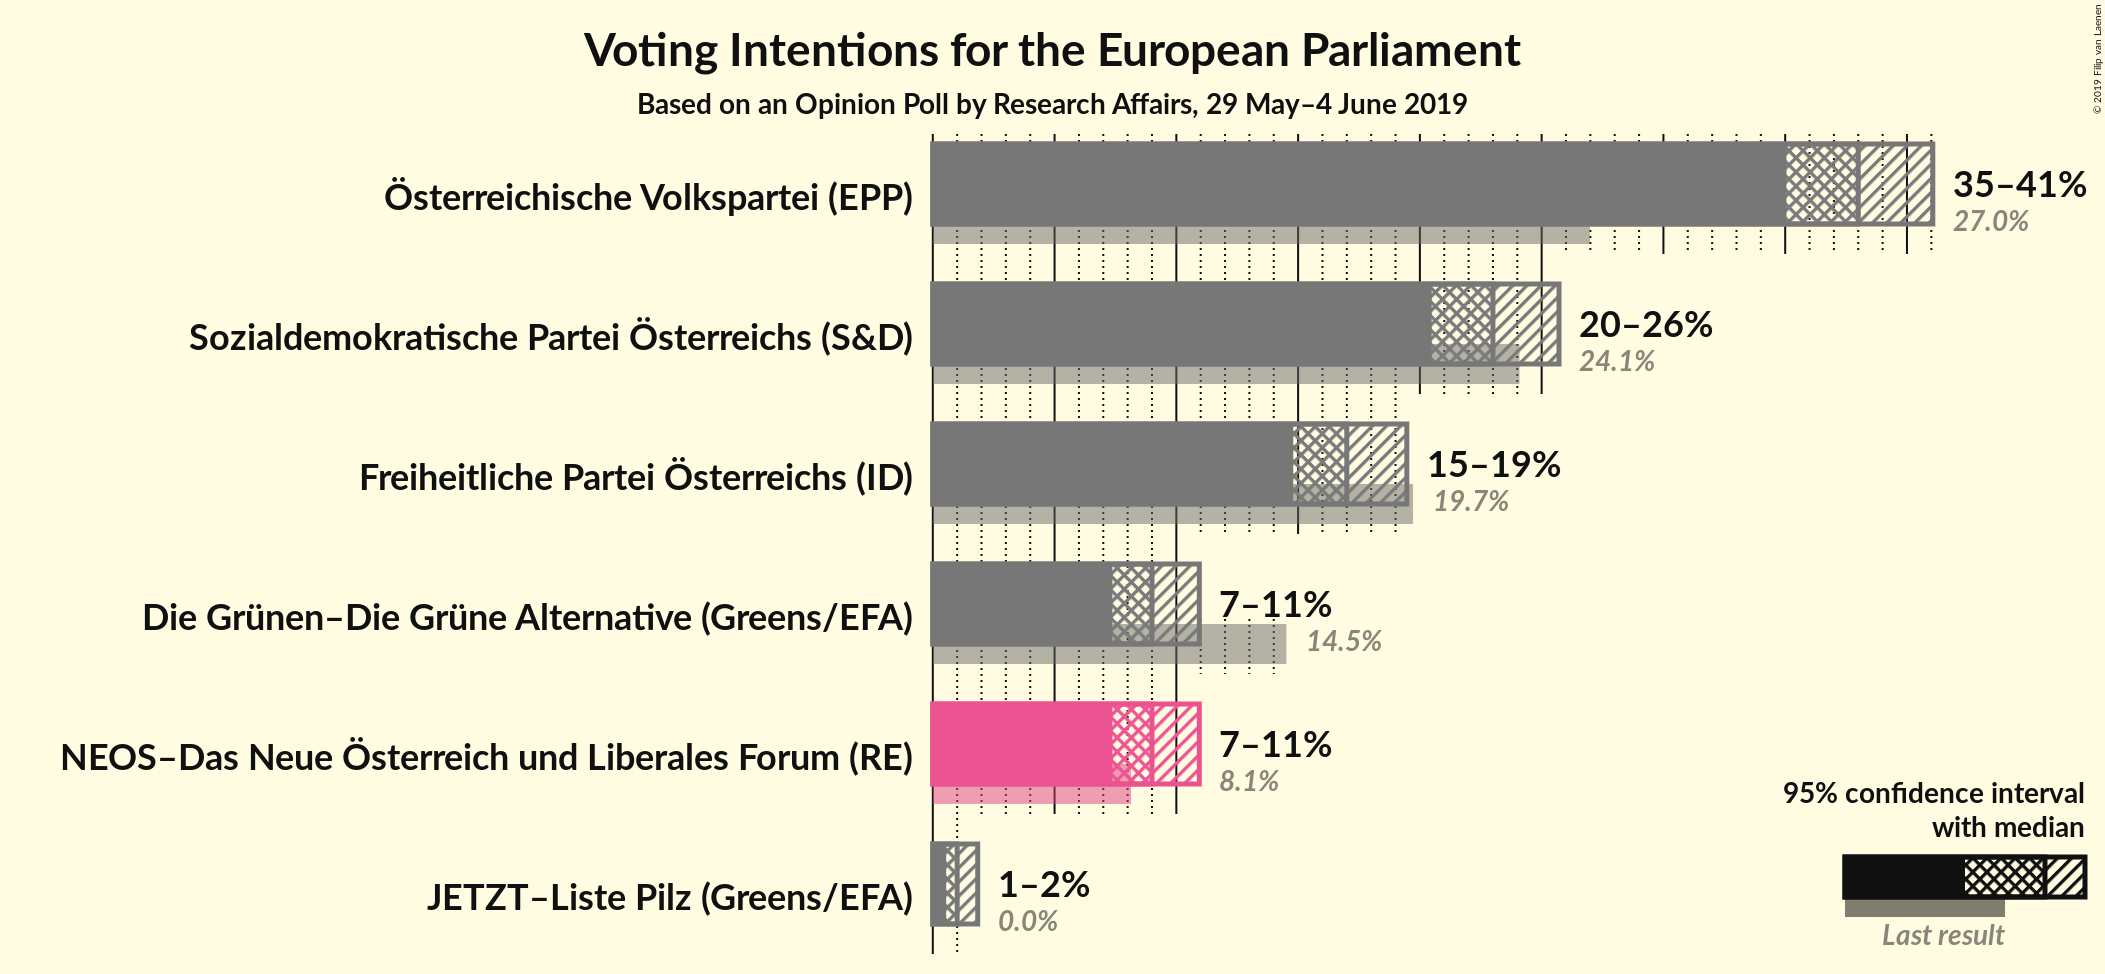 Voting Intentions for the European Parliament
Based on an Opinion Poll by Research Affairs, 29 May–4 June 2019
© 2019 Filip van Laenen
Österreichische Volkspartei (EPP)
35–41%
27.0%
Sozialdemokratische Partei Österreichs (S&D)
20–26%
24.1%
Freiheitliche Partei Österreichs (ID)
15–19%
19.7%
Die Grünen–Die Grüne Alternative (Greens/EFA)
7–11%
14.5%
NEOS–Das Neue Österreich und Liberales Forum (RE)
7–11%
8.1%
JETZT–Liste Pilz (Greens/EFA)
1–2%
0.0%
95% confidence interval
with median
Last result